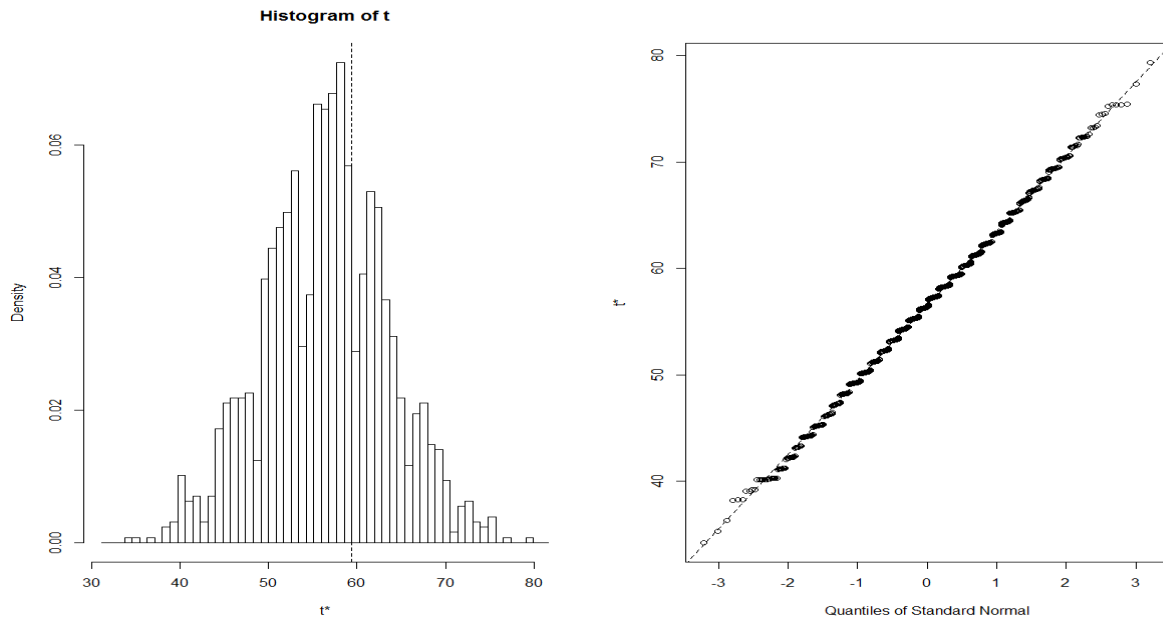 Histogram of t
Density
0.00
0.02
0.04
0.06
30 40 50 60 70 80
t*
t*
40
50
60
70
80
-3 -2 -1 0 1 2 3
Quantiles of Standard Normal